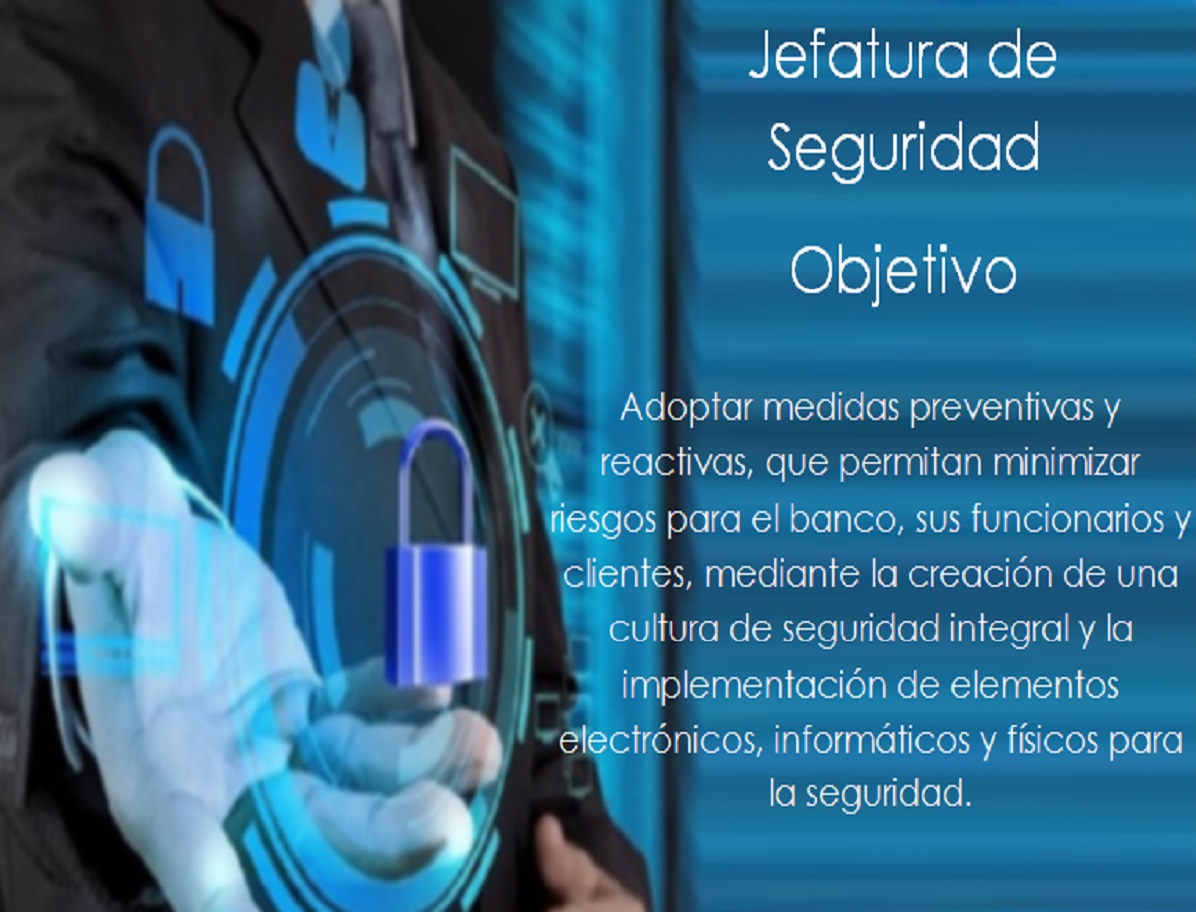 Jefatura de
Seguridad
Objetivo
Adoptar medidas preventivas y
reactivas, que permitan minimizar
riesgos para el banco, sus funcionarios y
clientes, mediante la creación de una
cultura de seguridad integral y la
implementación de elementos
electrónicos, informáticos y físicos para
la seguridad.